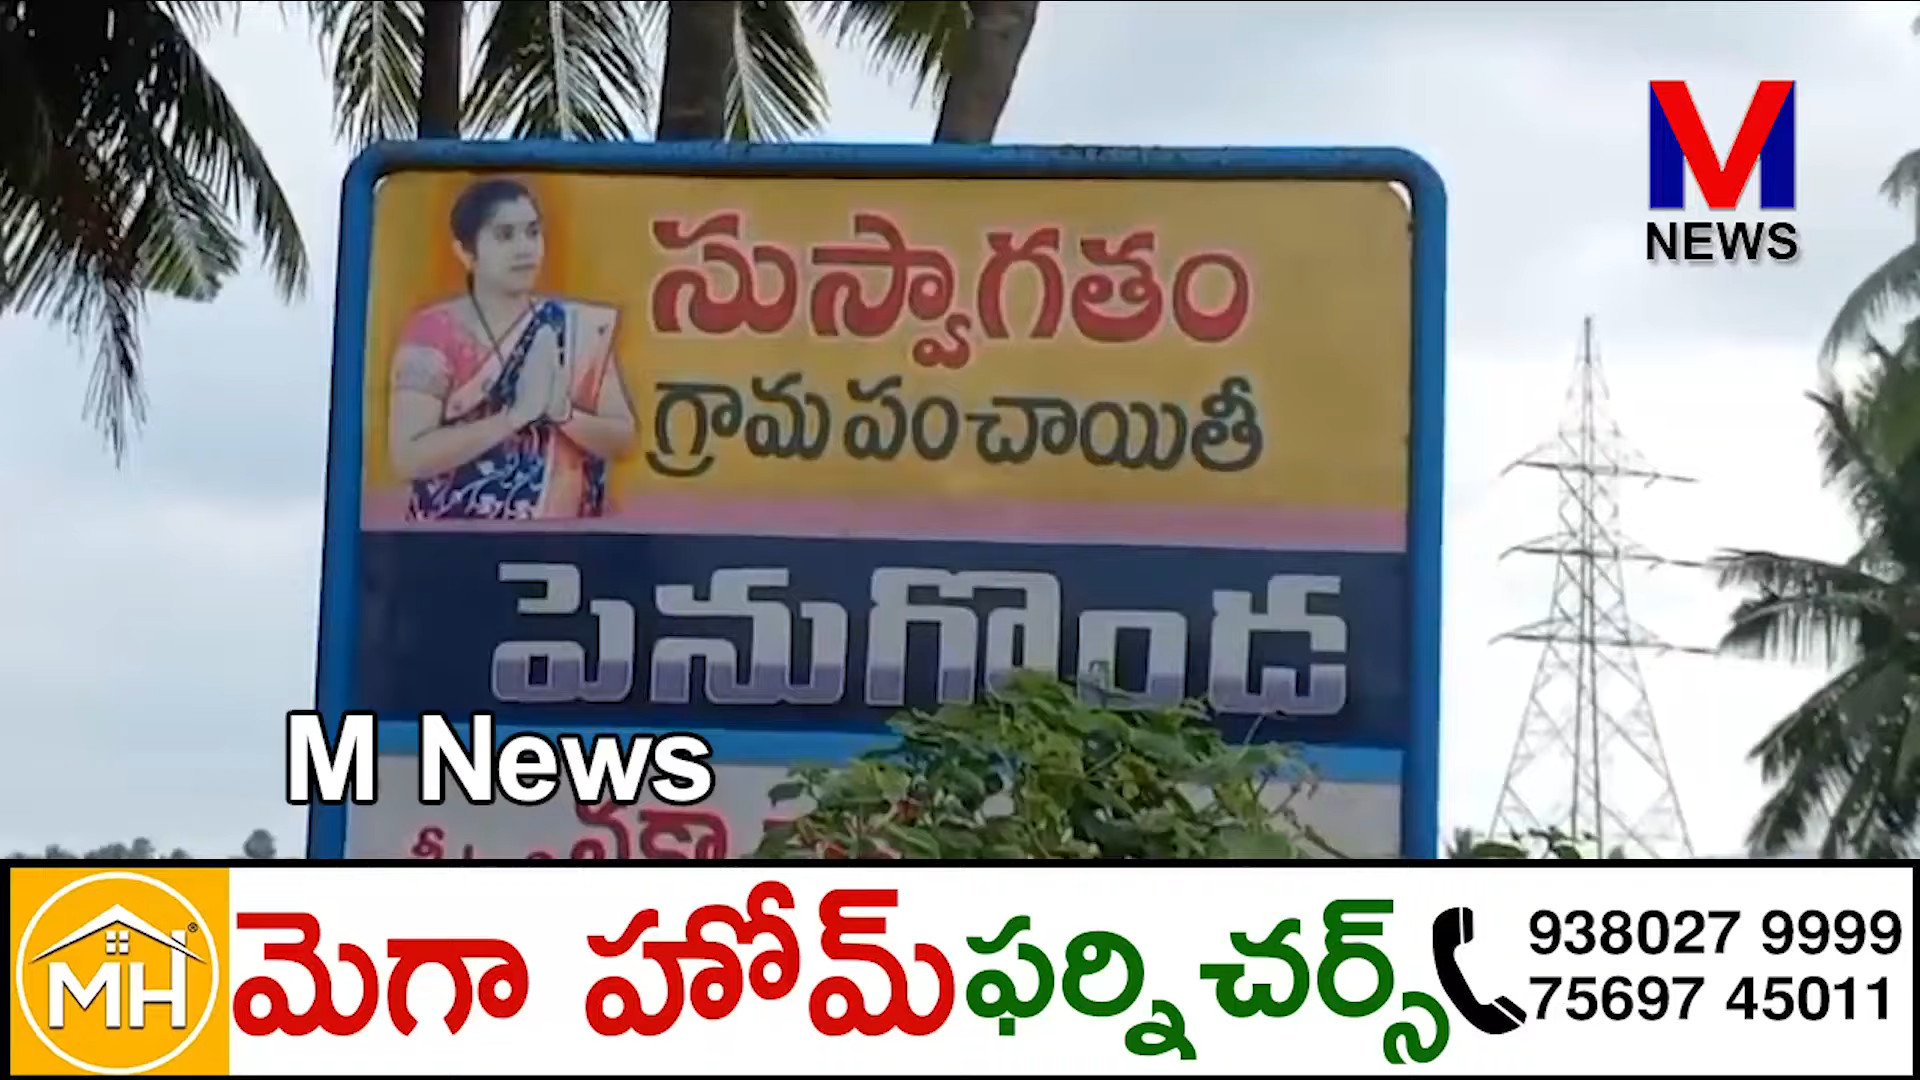 M
NEWS
సుస్వాగతం
గ్రామ పంచాయితీ
పెనుగొండ
M News
MH®
మెగా హోమ్ ఫర్నిచర్స్
938027 9999
75697 45011